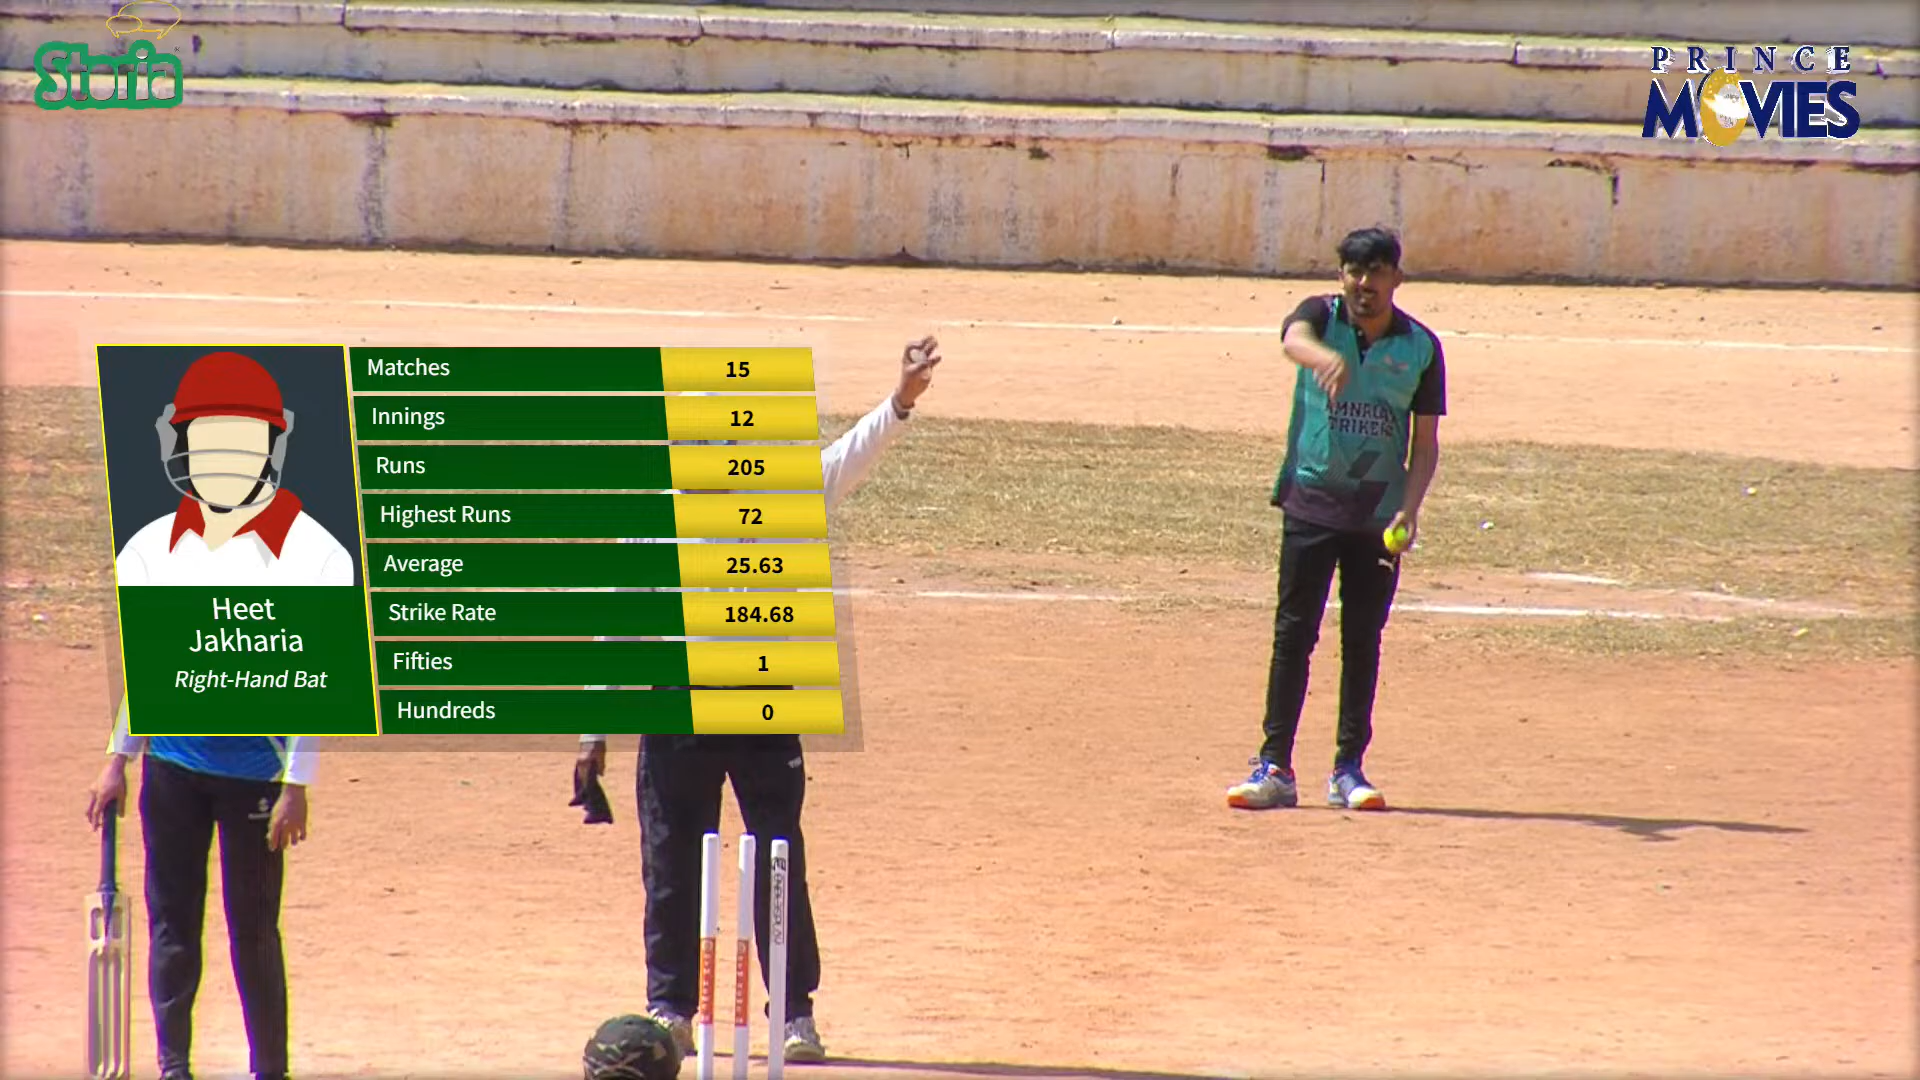 Storia
PRINCE
MOVIES
Matches 15
Innings 12
Runs 205
Highest Runs 72
Average 25.63
Strike Rate 184.68
Fifties 1
Hundreds 0
Heet
Jakharia
Right-Hand Bat